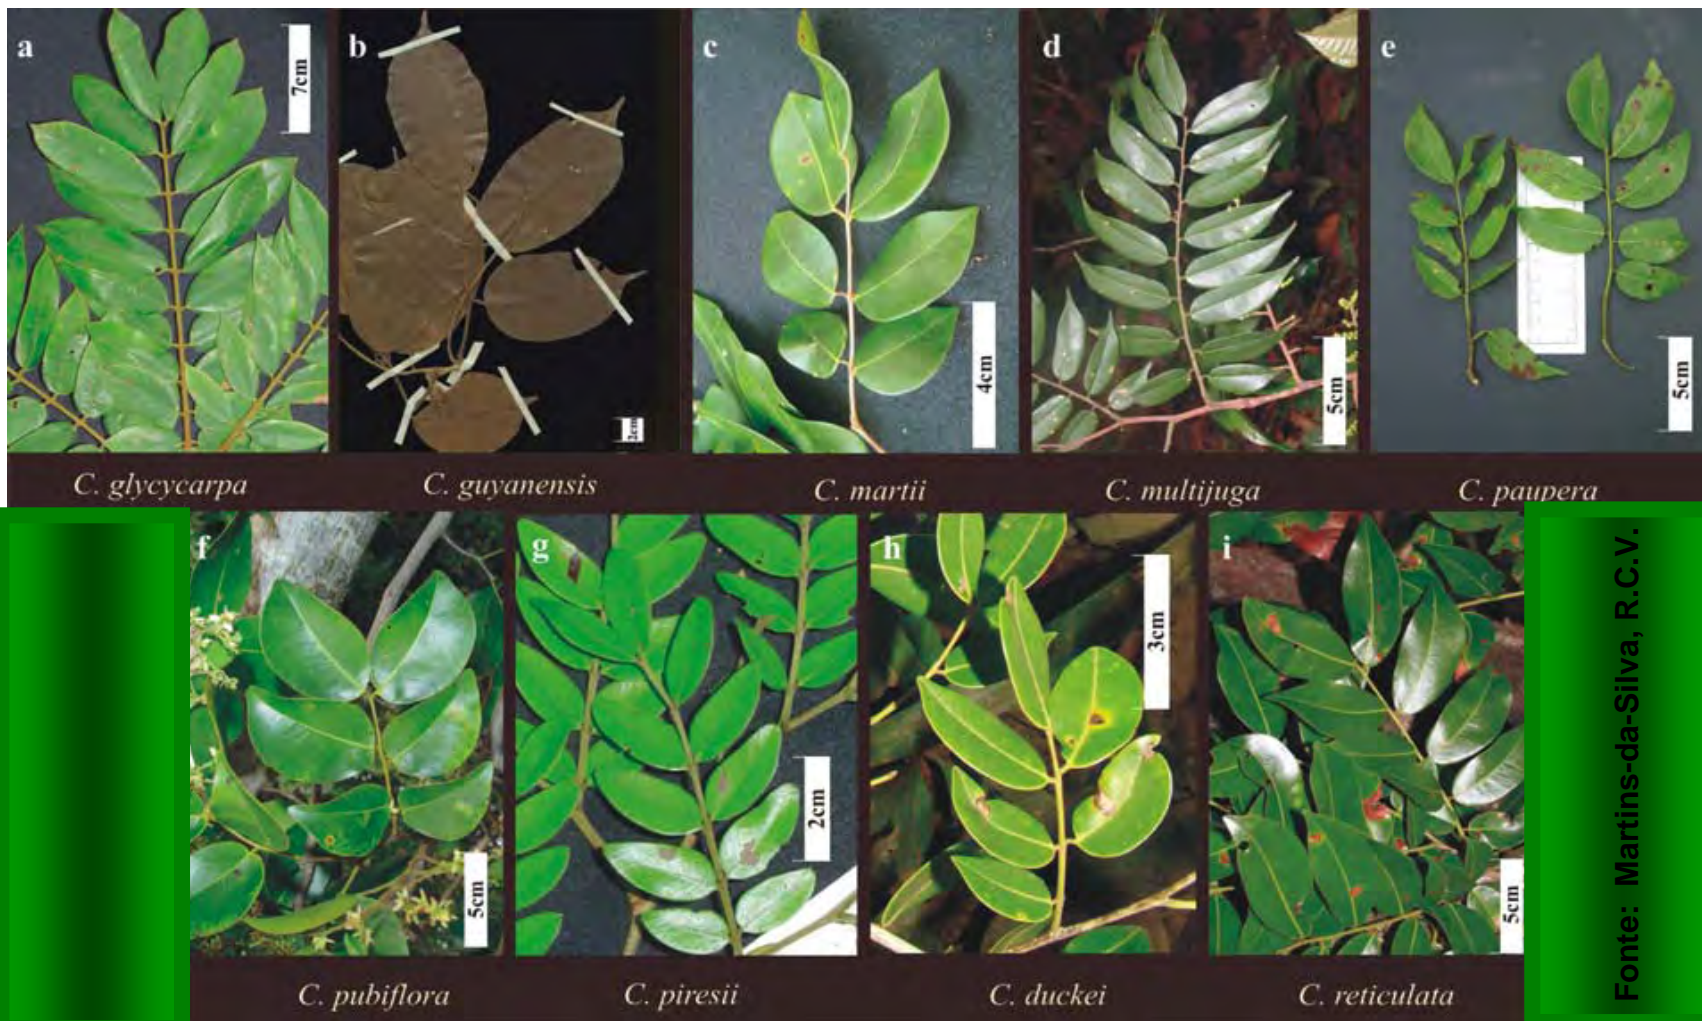 a
7cm
b
2cm
c
4cm
d
5cm
e
5cm
C. glycycarpa
C. guyanensis
C. martii
C. multijuga
C. paupera
f
5cm
g
2cm
h
3cm
i
5cm
C. pubiflora
C. piresii
C. duckei
C. reticulata
Fonte: Martins-da-Silva, R.C.V.